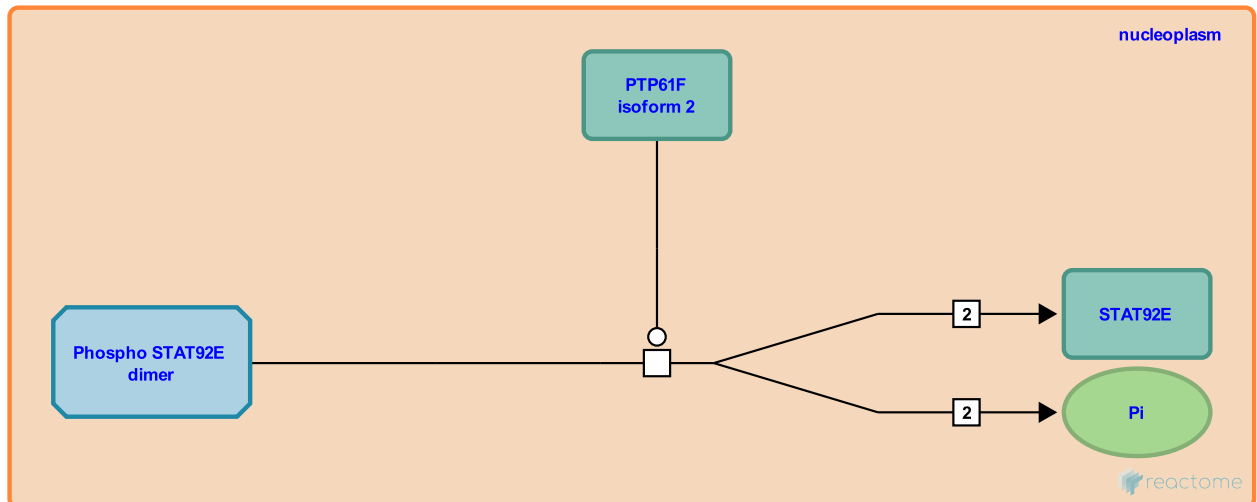 nucleoplasm
PTP61F
isoform 2
Phospho STAT92E
dimer
2
STAT92E
2
Pi
reactome